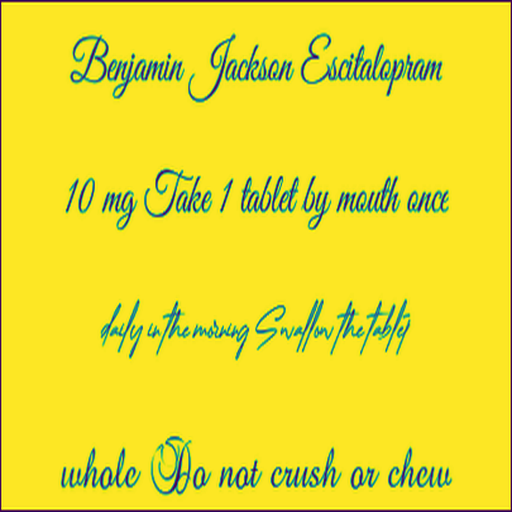 Benjamin Jackson Escitalopram
10 mg Take 1 tablet by mouth once
daily in the morning Swallow the tablet
whole Do not crush or chew